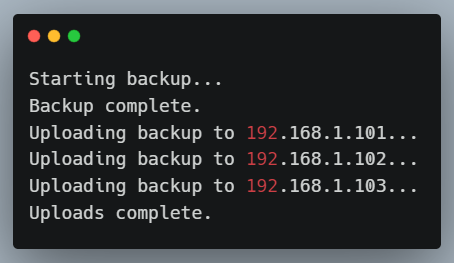 Starting backup...
Backup complete.
Uploading backup to 192.168.1.101...
Uploading backup to 192.168.1.102...
Uploading backup to 192.168.1.103...
Uploads complete.